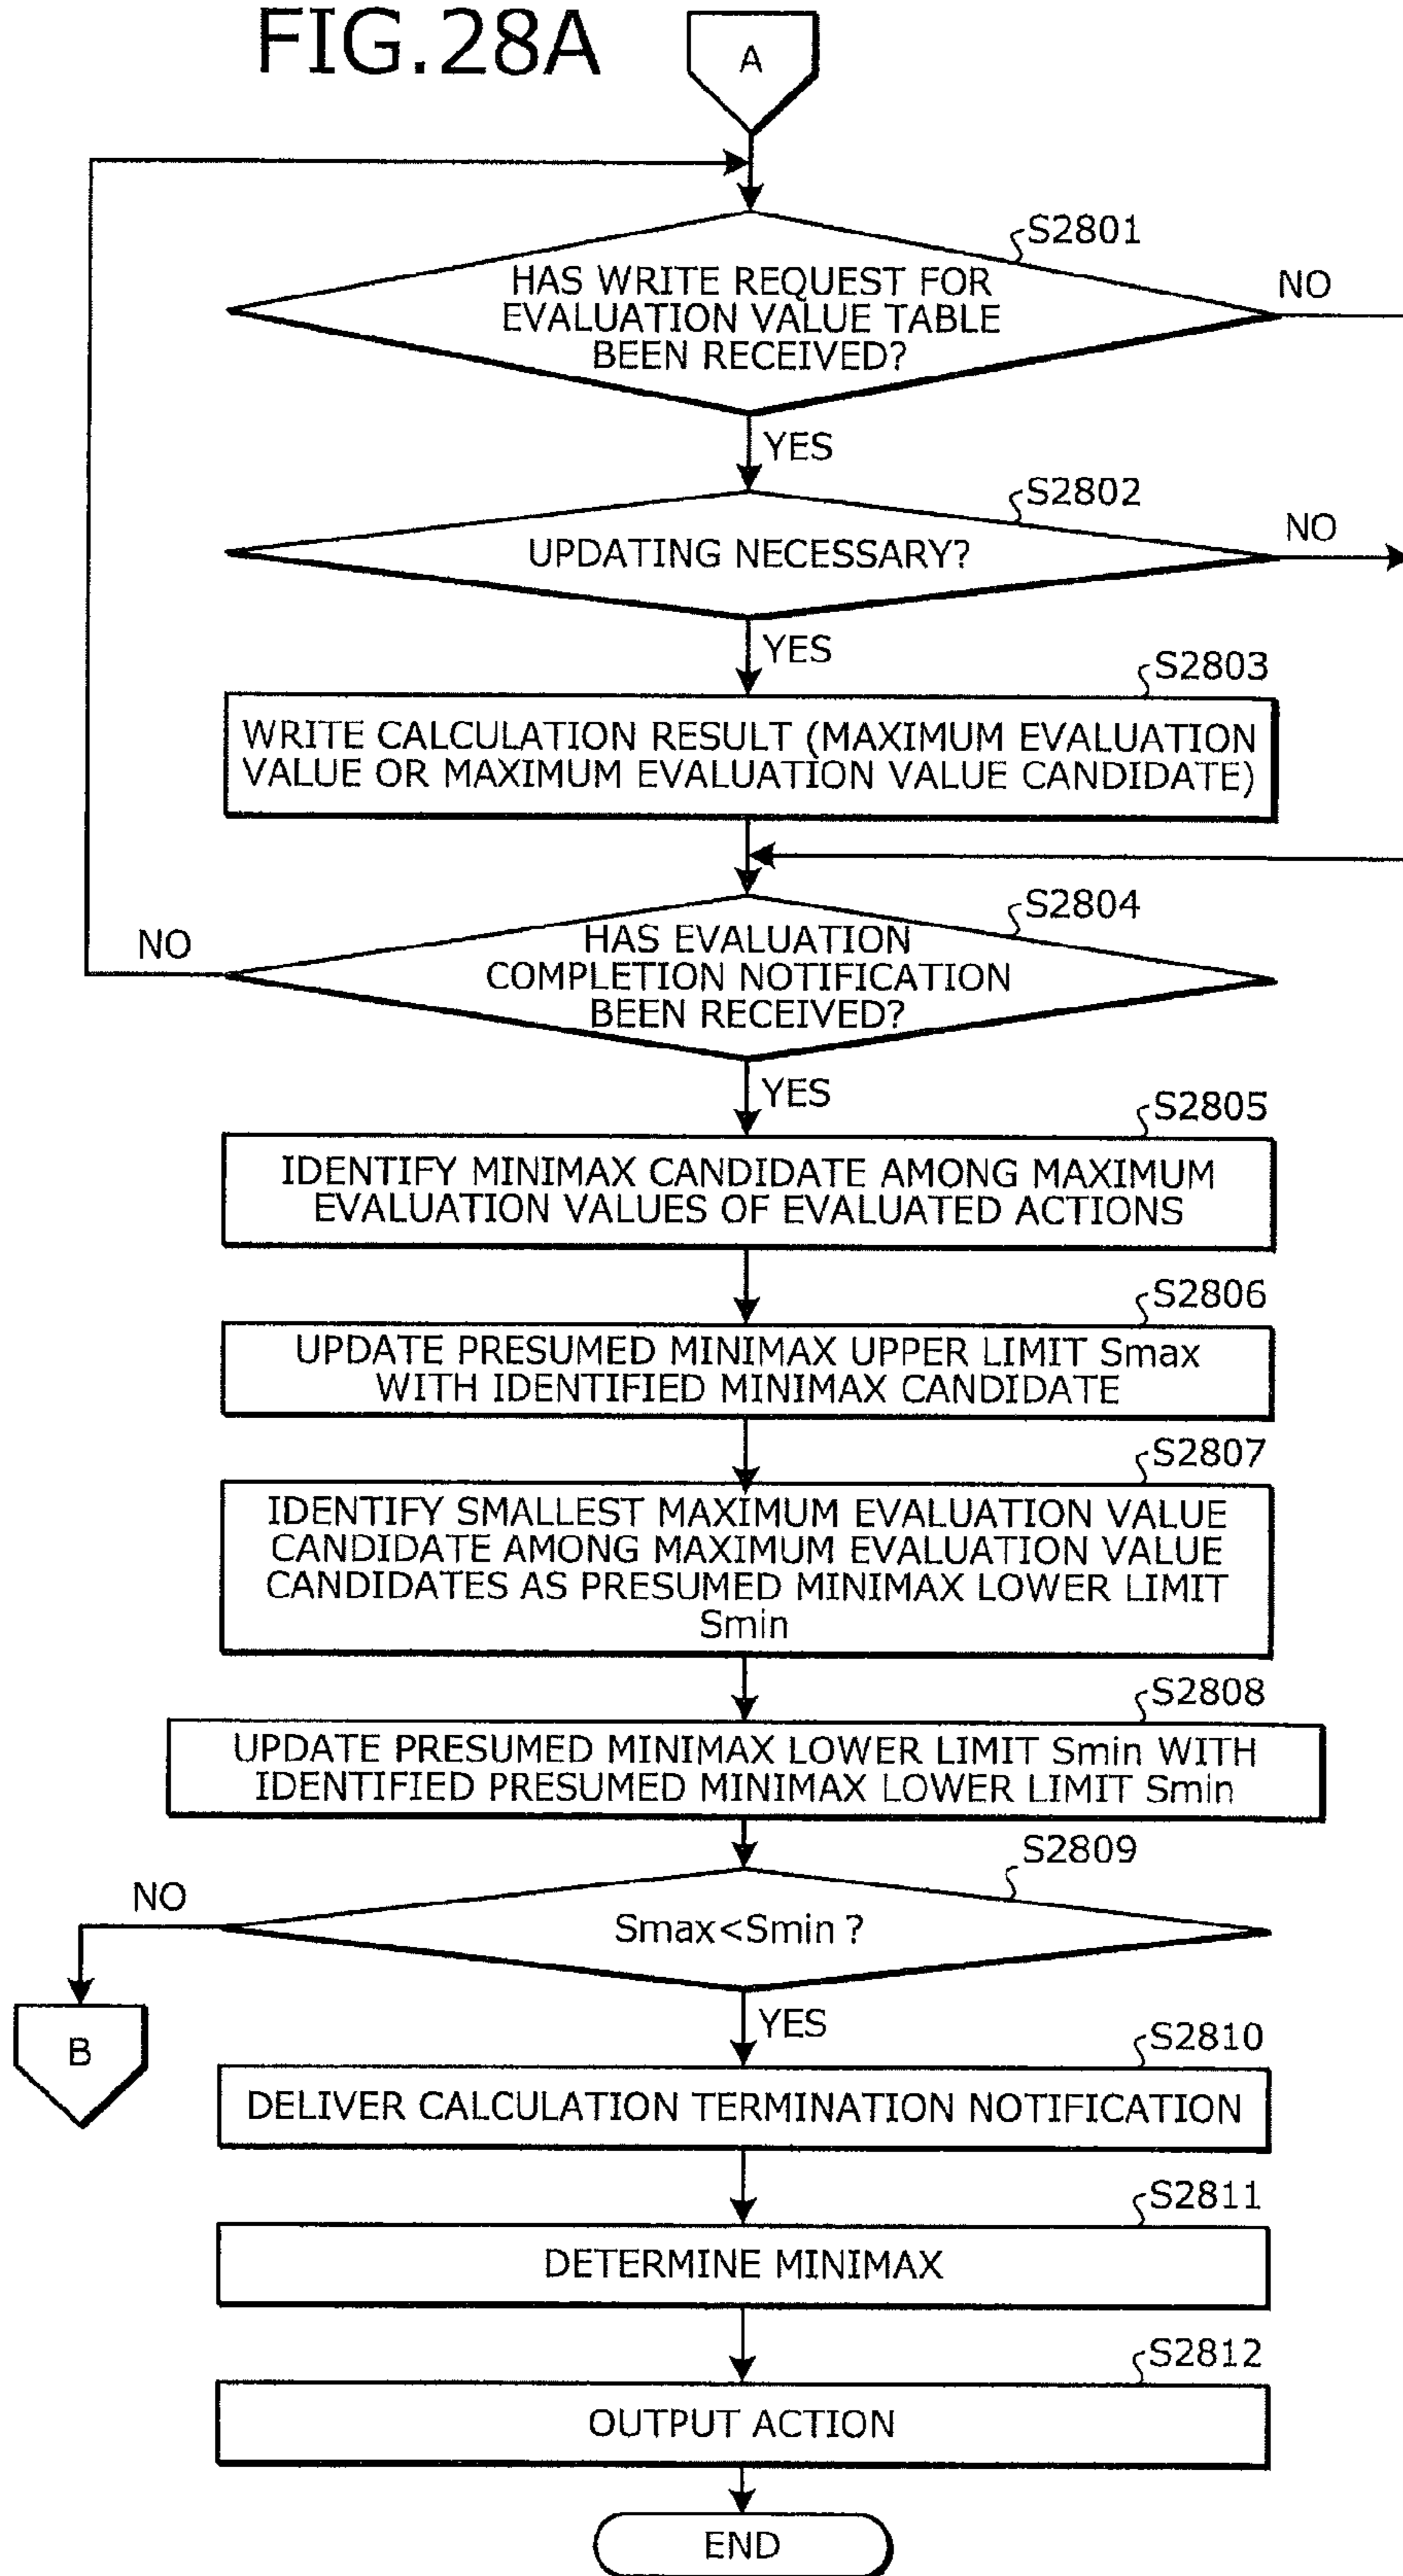 FIG.28A
A
S2801
HAS WRITE REQUEST FOR
EVALUATION VALUE TABLE
BEEN RECEIVED?
NO
YES
S2802
UPDATING NECESSARY?
NO
YES
S2803
WRITE CALCULATION RESULT (MAXIMUM EVALUATION
VALUE OR MAXIMUM EVALUATION VALUE CANDIDATE)
S2804
NO
HAS EVALUATION
COMPLETION NOTIFICATION
BEEN RECEIVED?
YES
S2805
IDENTIFY MINIMAX CANDIDATE AMONG MAXIMUM
EVALUATION VALUES OF EVALUATED ACTIONS
S2806
UPDATE PRESUMED MINIMAX UPPER LIMIT Smax
WITH IDENTIFIED MINIMAX CANDIDATE
S2807
IDENTIFY SMALLEST MAXIMUM EVALUATION VALUE
CANDIDATE AMONG MAXIMUM EVALUATION VALUE
CANDIDATES AS PRESUMED MINIMAX LOWER LIMIT
Smin
S2808
UPDATE PRESUMED MINIMAX LOWER LIMIT Smin WITH
IDENTIFIED PRESUMED MINIMAX LOWER LIMIT Smin
S2809
NO
Smax<Smin ?
B
YES
S2810
DELIVER CALCULATION TERMINATION NOTIFICATION
S2811
DETERMINE MINIMAX
S2812
OUTPUT ACTION
END